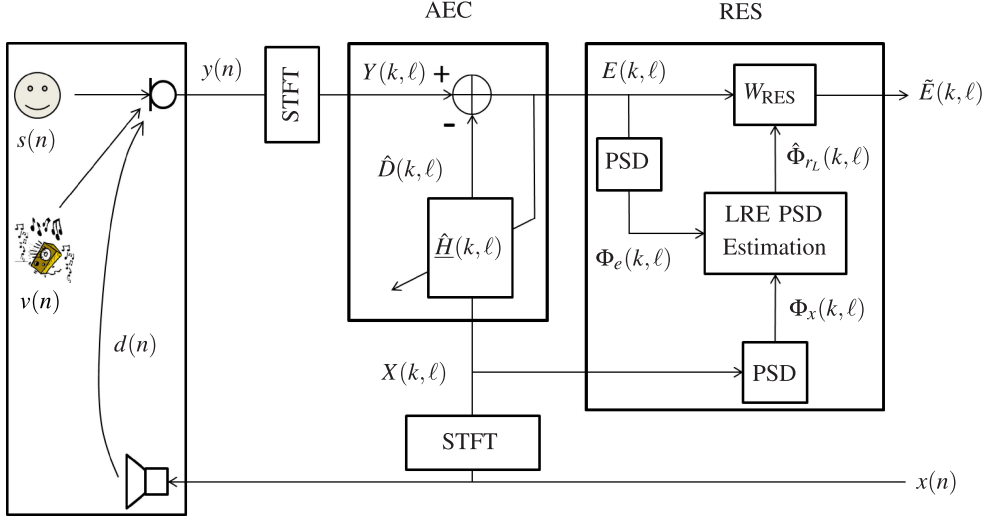 AEC
RES
s(n)
v(n)
d(n)
y(n)
STFT
Y(k,ℓ)
+
-
D̂(k,ℓ)
Ĥ(k,ℓ)
X(k,ℓ)
STFT
E(k,ℓ)
W_RES
Ẽ(k,ℓ)
PSD
Φ̂_{r_L}(k,ℓ)
LRE PSD
Estimation
Φ_e(k,ℓ)
Φ_x(k,ℓ)
PSD
x(n)